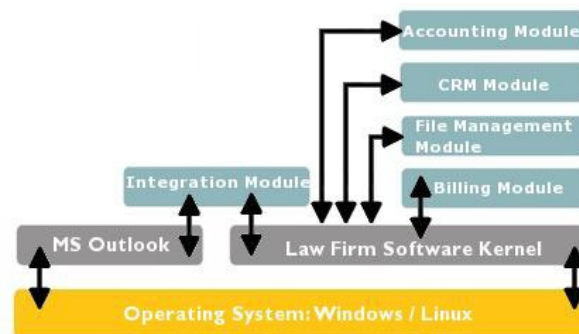 Accounting Module
CRM Module
File Management
Module
Integration Module
Billing Module
MS Outlook
Law Firm Software Kernel
Operating System: Windows / Linux